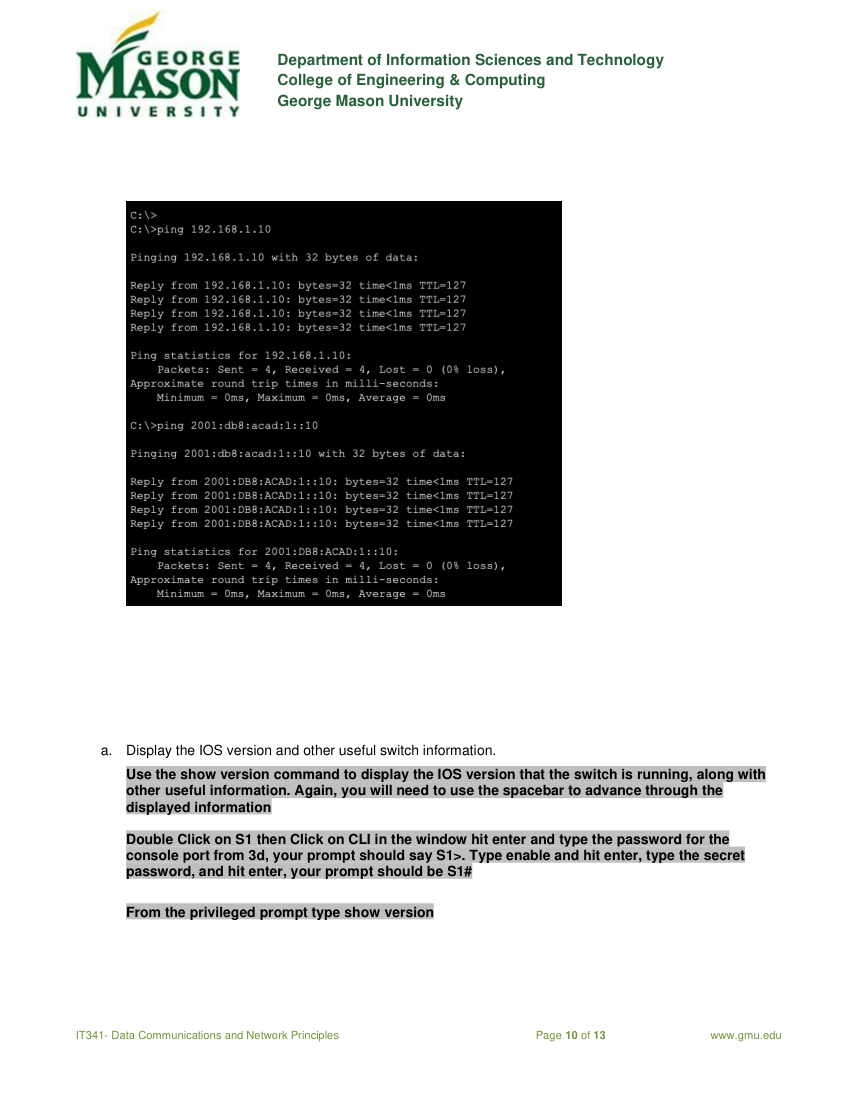 GEORGE
MASON
UNIVERSITY
Department of Information Sciences and Technology
College of Engineering & Computing
George Mason University
C:\>
C:\>ping 192.168.1.10
Pinging 192.168.1.10 with 32 bytes of data:
Reply from 192.168.1.10: bytes=32 time<1ms TTL=127
Reply from 192.168.1.10: bytes=32 time<1ms TTL=127
Reply from 192.168.1.10: bytes=32 time<1ms TTL=127
Reply from 192.168.1.10: bytes=32 time<1ms TTL=127
Ping statistics for 192.168.1.10:
    Packets: Sent = 4, Received = 4, Lost = 0 (0% loss),
Approximate round trip times in milli-seconds:
    Minimum = 0ms, Maximum = 0ms, Average = 0ms
C:\>ping 2001:db8:acad:1::10
Pinging 2001:db8:acad:1::10 with 32 bytes of data:
Reply from 2001:DB8:ACAD:1::10: bytes=32 time<1ms TTL=127
Reply from 2001:DB8:ACAD:1::10: bytes=32 time<1ms TTL=127
Reply from 2001:DB8:ACAD:1::10: bytes=32 time<1ms TTL=127
Reply from 2001:DB8:ACAD:1::10: bytes=32 time<1ms TTL=127
Ping statistics for 2001:DB8:ACAD:1::10:
    Packets: Sent = 4, Received = 4, Lost = 0 (0% loss),
Approximate round trip times in milli-seconds:
    Minimum = 0ms, Maximum = 0ms, Average = 0ms
a. Display the IOS version and other useful switch information.
Use the show version command to display the IOS version that the switch is running, along with
other useful information. Again, you will need to use the spacebar to advance through the
displayed information
Double Click on S1 then Click on CLI in the window hit enter and type the password for the
console port from 3d, your prompt should say S1>. Type enable and hit enter, type the secret
password, and hit enter, your prompt should be S1#
From the privileged prompt type show version
IT341- Data Communications and Network Principles Page 10 of 13 www.gmu.edu